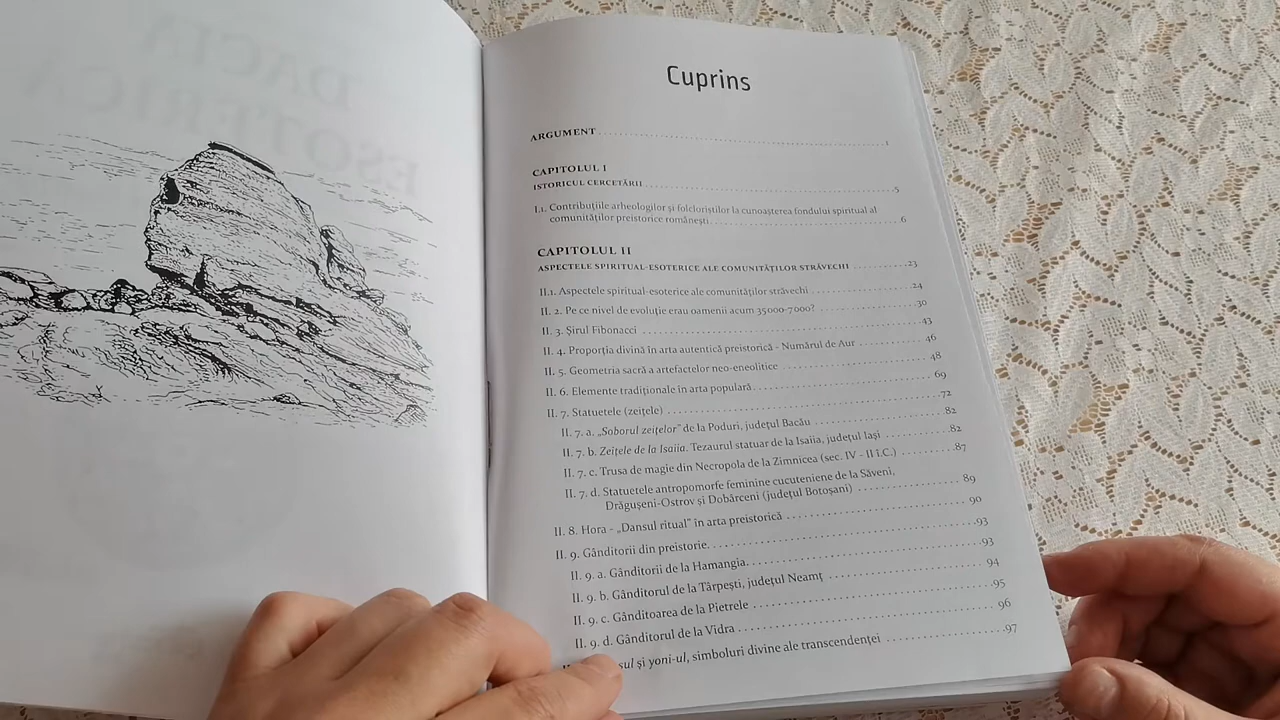 Cuprins
ARGUMENT ........ 1
CAPITOLUL I
ISTORICUL CERCETĂRII ........ 5
I.1. Contribuțiile arheologilor și folcloriștilor la cunoașterea fondului spiritual al
comunităților preistorice românești ........ 6
CAPITOLUL II
ASPECTELE SPIRITUAL-ESOTERICE ALE COMUNITĂȚILOR STRĂVECHI ........ 23
II.1. Aspectele spiritual-esoterice ale comunităților străvechi ........ 24
II. 2. Pe ce nivel de evoluție erau oamenii acum 35000-7000? ........ 30
II. 3. Șirul Fibonacci ........ 43
II. 4. Proporția divină în arta autentică preistorică - Numărul de Aur ........ 46
II. 5. Geometria sacră a artefactelor neo-eneolitice ........ 48
II. 6. Elemente tradiționale în arta populară ........ 69
II. 7. Statuetele (zeițele) ........ 72
II. 7. a. „Soborul zeițelor" de la Poduri, județul Bacău ........ 82
II. 7. b. Zeițele de la Isaiia. Tezaurul statuar de la Isaiia, județul Iași ........ 82
II. 7. c. Trusa de magie din Necropola de la Zimnicea (sec. IV - II î.C.) ........ 87
II. 7. d. Statuetele antropomorfe feminine cucuteniene de la Săveni,
Drăgușeni-Ostrov și Dobârceni (județul Botoșani) ........ 89
II. 8. Hora - „Dansul ritual" în arta preistorică ........ 90
II. 9. Gânditorii din preistorie ........ 93
II. 9. a. Gânditorii de la Hamangia ........ 93
II. 9. b. Gânditorul de la Târpești, județul Neamț ........ 94
II. 9. c. Gânditoarea de la Pietrele ........ 95
II. 9. d. Gânditorul de la Vidra ........ 96
și yoni-ul, simboluri divine ale transcendenței ........ 97